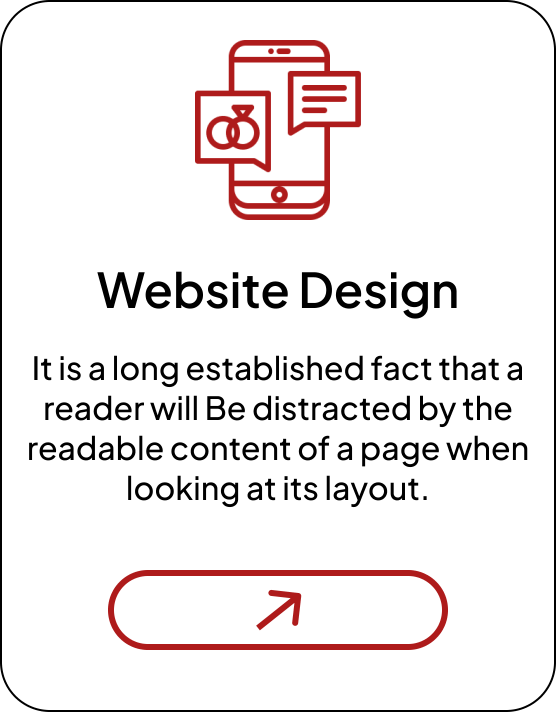 Website Design
It is a long established fact that a
reader will Be distracted by the
readable content of a page when
looking at its layout.